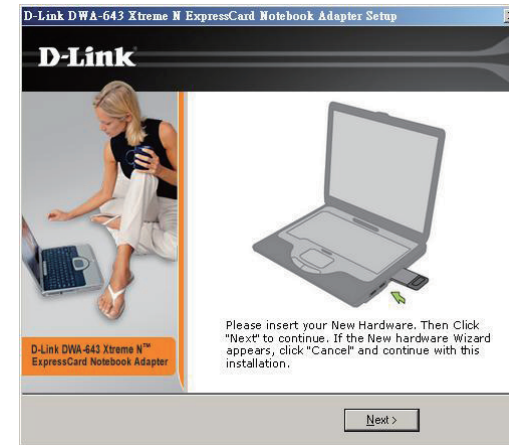 D-Link DWA-643 Xtreme N ExpressCard Notebook Adapter Setup
D-Link
Please insert your New Hardware. Then Click
"Next" to continue. If the New hardware Wizard
appears, click "Cancel" and continue with this
installation.
D-Link DWA-643 Xtreme N™
ExpressCard Notebook Adapter
Next >